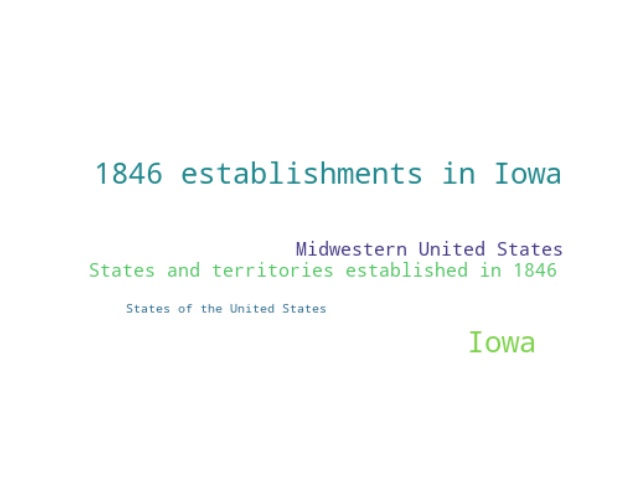 1846 establishments in Iowa
Midwestern United States
States and territories established in 1846
States of the United States
Iowa